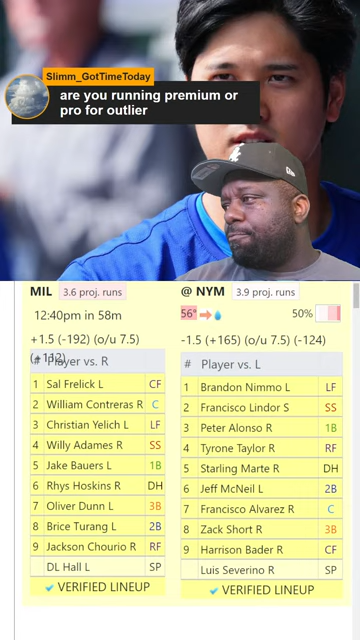 Slimm_GotTimeToday
are you running premium or
pro for outlier
MIL 3.6 proj. runs
12:40pm in 58m
+1.5 (-192) (o/u 7.5)
(+112)
# Player vs. R
1 Sal Frelick L CF
2 William Contreras R C
3 Christian Yelich L LF
4 Willy Adames R SS
5 Jake Bauers L 1B
6 Rhys Hoskins R DH
7 Oliver Dunn L 3B
8 Brice Turang L 2B
9 Jackson Chourio R RF
DL Hall L SP
VERIFIED LINEUP
@ NYM 3.9 proj. runs
56° 50%
-1.5 (+165) (o/u 7.5) (-124)
# Player vs. L
1 Brandon Nimmo L LF
2 Francisco Lindor S SS
3 Peter Alonso R 1B
4 Tyrone Taylor R RF
5 Starling Marte R DH
6 Jeff McNeil L 2B
7 Francisco Alvarez R C
8 Zack Short R 3B
9 Harrison Bader R CF
Luis Severino R SP
VERIFIED LINEUP